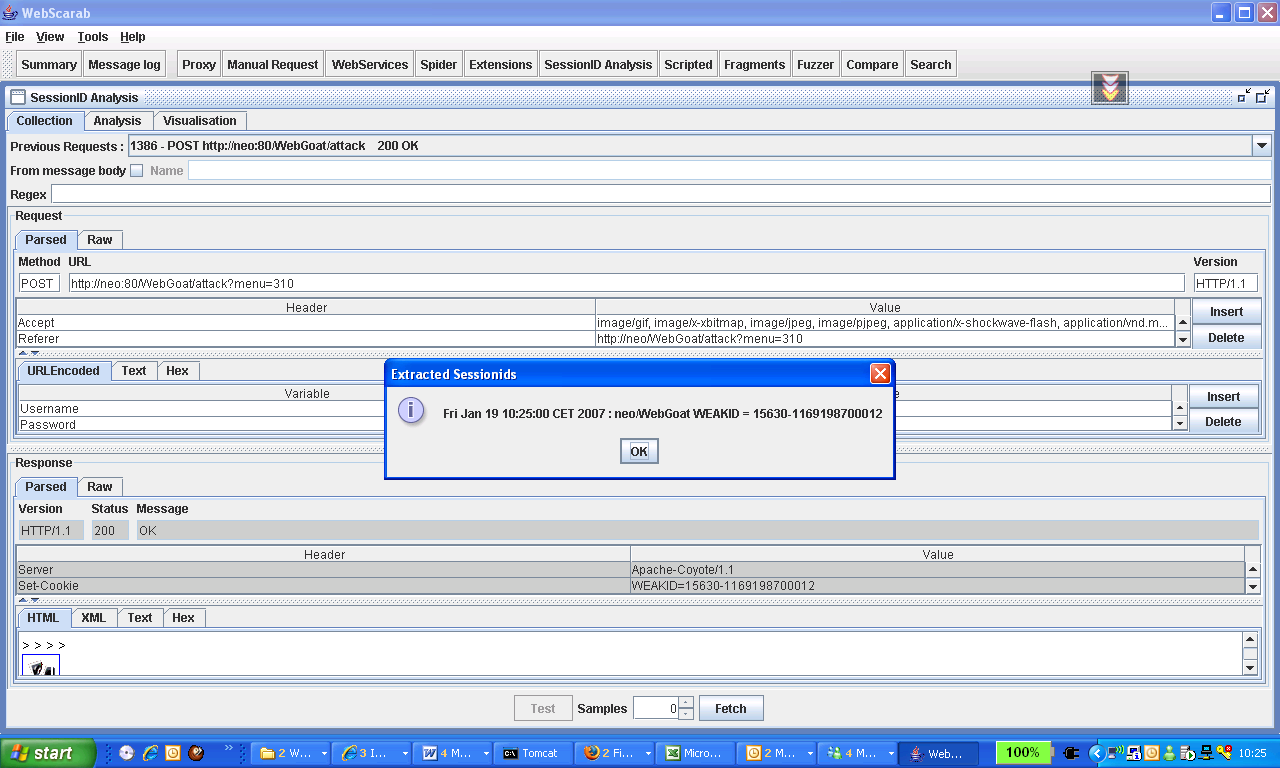 WebScarab
File View Tools Help
Summary Message log Proxy Manual Request WebServices Spider Extensions SessionID Analysis Scripted Fragments Fuzzer Compare Search
SessionID Analysis
Collection Analysis Visualisation
Previous Requests : 1386 - POST http://neo:80/WebGoat/attack 200 OK
From message body Name
Regex
Request
Parsed Raw
Method URL Version
POST http://neo:80/WebGoat/attack?menu=310 HTTP/1.1
Header Value Insert
Accept image/gif, image/x-xbitmap, image/jpeg, image/pjpeg, application/x-shockwave-flash, application/vnd.m...
Referer http://neo/WebGoat/attack?menu=310 Delete
URLEncoded Text Hex
Variable Insert
Username
Password Delete
Extracted Sessionids
Fri Jan 19 10:25:00 CET 2007 : neo/WebGoat WEAKID = 15630-1169198700012
OK
Response
Parsed Raw
Version Status Message
HTTP/1.1 200 OK
Header Value
Server Apache-Coyote/1.1
Set-Cookie WEAKID=15630-1169198700012
HTML XML Text Hex
> > > >
Test Samples 0 Fetch
start 2 W... 3 I... 4 M... Tomcat 2 Fi... Micro... 2 M... 4 M... Web... 100% 10:25